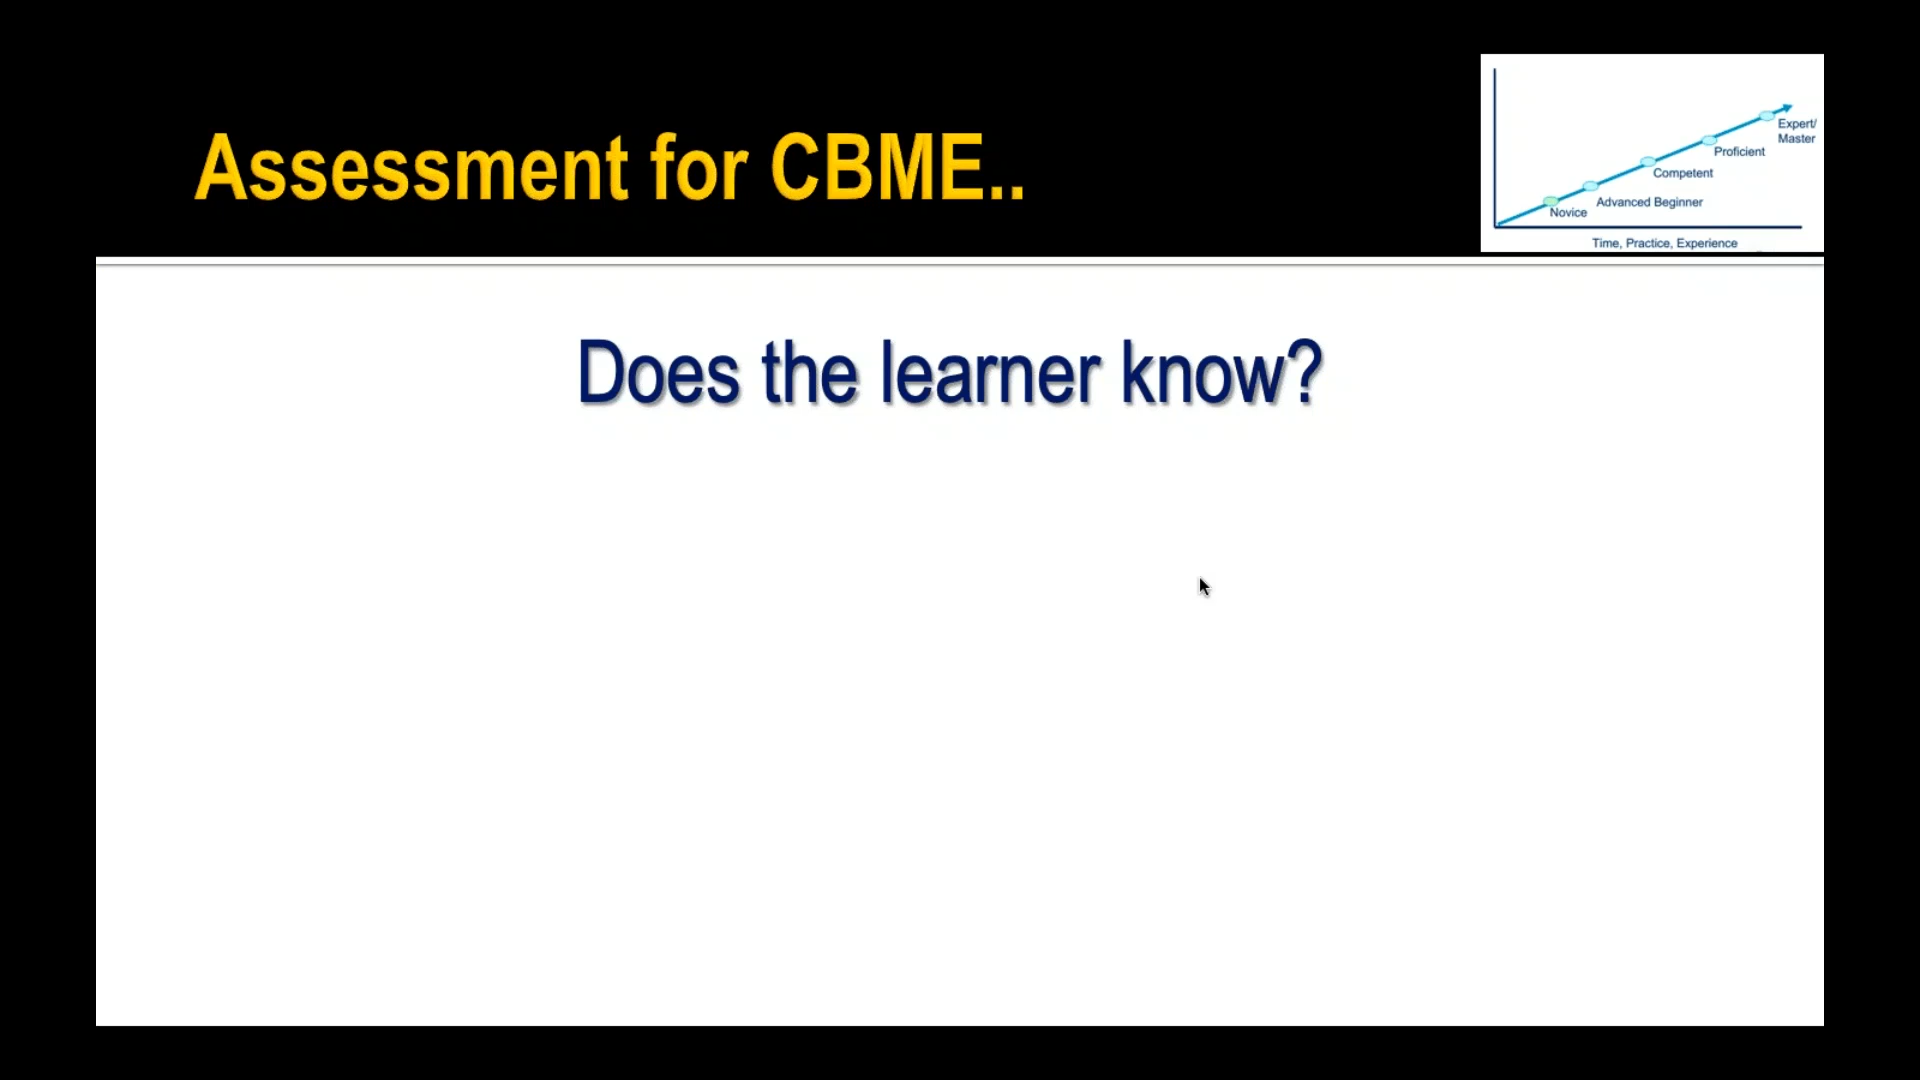 Assessment for CBME..
Expert/
Master
Proficient
Competent
Advanced Beginner
Novice
Time, Practice, Experience
Does the learner know?